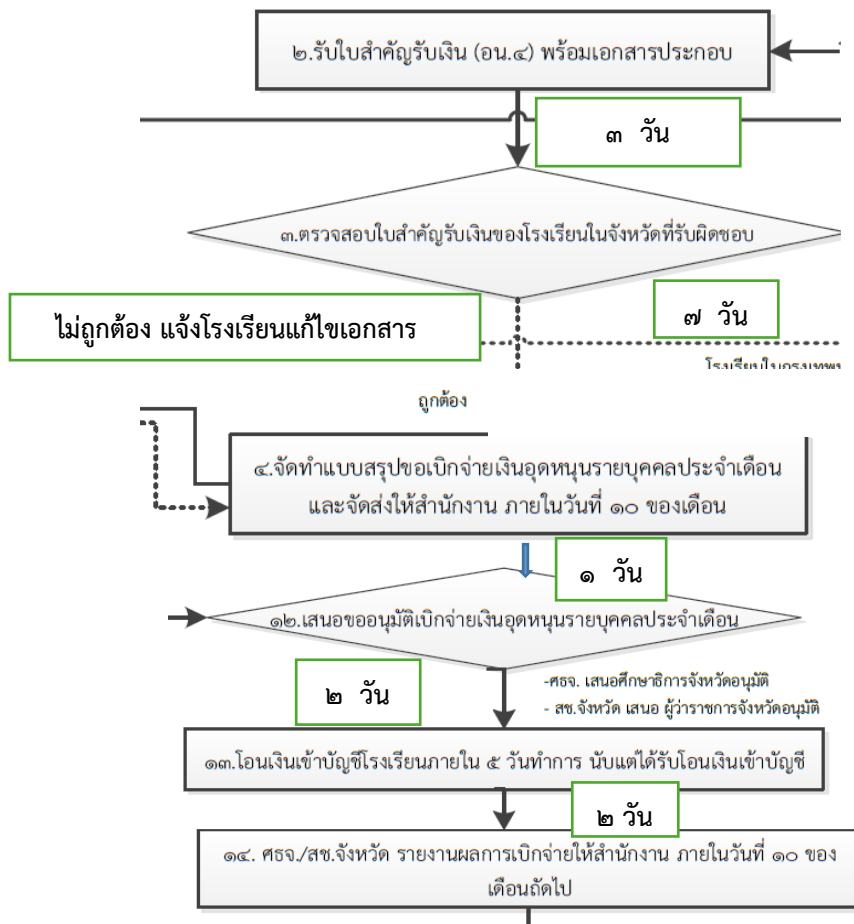 ๒.รับใบสำคัญรับเงิน (อน.๔) พร้อมเอกสารประกอบ
๓ วัน
๓.ตรวจสอบใบสำคัญรับเงินของโรงเรียนในจังหวัดที่รับผิดชอบ
๗ วัน
ไม่ถูกต้อง แจ้งโรงเรียนแก้ไขเอกสาร
ถูกต้อง
๔.จัดทำแบบสรุปขอเบิกจ่ายเงินอุดหนุนรายบุคคลประจำเดือน
และจัดส่งให้สำนักงาน ภายในวันที่ ๑๐ ของเดือน
๑ วัน
๑๒.เสนอขออนุมัติเบิกจ่ายเงินอุดหนุนรายบุคคลประจำเดือน
๒ วัน
-ศธจ. เสนอศึกษาธิการจังหวัดอนุมัติ
- สช.จังหวัด เสนอ ผู้ว่าราชการจังหวัดอนุมัติ
๑๓.โอนเงินเข้าบัญชีโรงเรียนภายใน ๕ วันทำการ นับแต่ได้รับโอนเงินเข้าบัญชี
๒ วัน
๑๔. ศธจ./สช.จังหวัด รายงานผลการเบิกจ่ายให้สำนักงาน ภายในวันที่ ๑๐ ของ
เดือนถัดไป